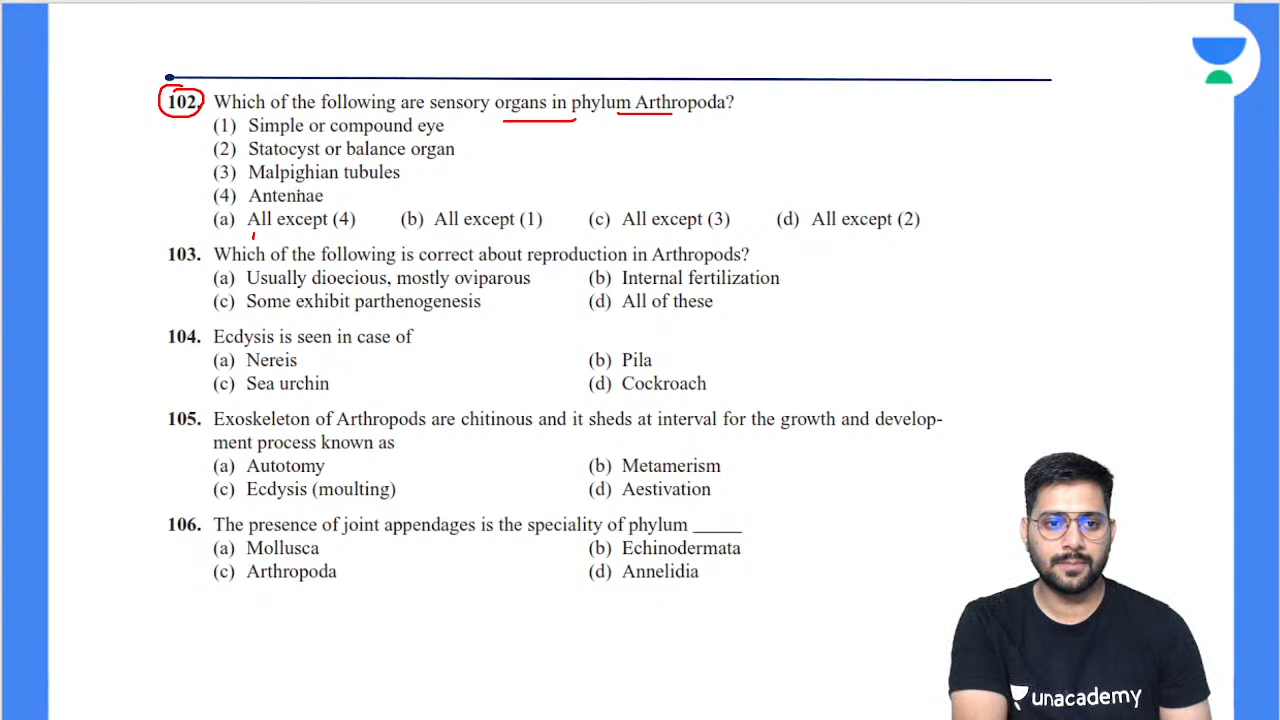 102. Which of the following are sensory organs in phylum Arthropoda?
(1) Simple or compound eye
(2) Statocyst or balance organ
(3) Malpighian tubules
(4) Antennae
(a) All except (4) (b) All except (1) (c) All except (3) (d) All except (2)
103. Which of the following is correct about reproduction in Arthropods?
(a) Usually dioecious, mostly oviparous (b) Internal fertilization
(c) Some exhibit parthenogenesis (d) All of these
104. Ecdysis is seen in case of
(a) Nereis (b) Pila
(c) Sea urchin (d) Cockroach
105. Exoskeleton of Arthropods are chitinous and it sheds at interval for the growth and develop-
ment process known as
(a) Autotomy (b) Metamerism
(c) Ecdysis (moulting) (d) Aestivation
106. The presence of joint appendages is the speciality of phylum _____
(a) Mollusca (b) Echinodermata
(c) Arthropoda (d) Annelidia
unacademy